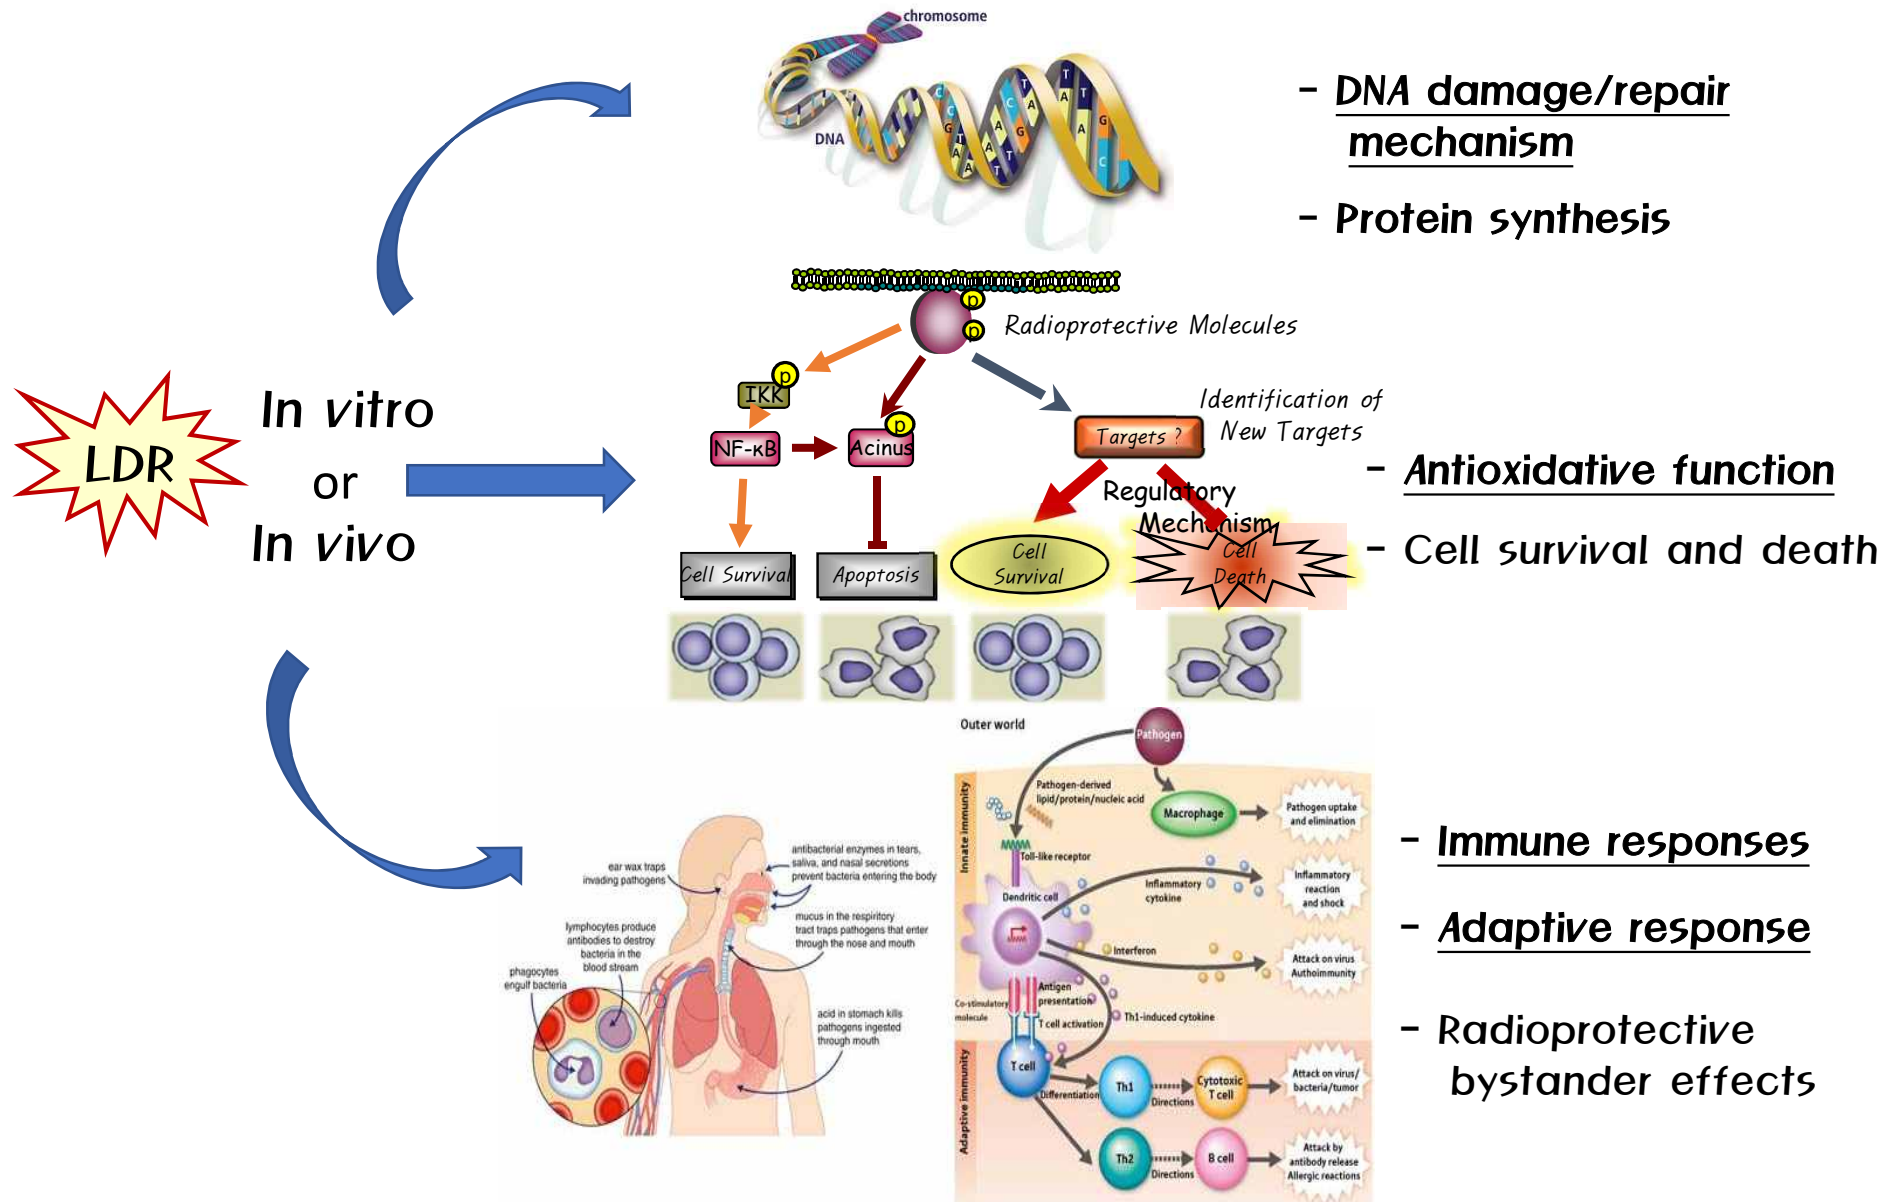 chromosome
DNA
C
C
G
T
A
A
A
A
T
C
G
T
A
T
A
T
A
G
C
- DNA damage/repair
mechanism
- Protein synthesis
LDR
In vitro
or
In vivo
p
p
Radioprotective Molecules
p
IKK
NF-κB
p
Acinus
Targets ?
Identification of
New Targets
Regulatory
Mechanism
Cell Survival
Apoptosis
Cell
Survival
Cell
Death
- Antioxidative function
- Cell survival and death
ear wax traps
invading pathogens
antibacterial enzymes in tears,
saliva, and nasal secretions
prevent bacteria entering the body
lymphocytes produce
antibodies to destroy
bacteria in the
blood stream
mucus in the respiritory
tract traps pathogens that enter
through the nose and mouth
phagocytes
engulf bacteria
acid in stomach kills
pathogens ingested
through mouth
Outer world
Pathogen
Innate immunity
Pathogen-derived
lipid/protein/nucleic acid
Macrophage
Pathogen uptake
and elimination
Toll-like receptor
Dendritic cell
Inflammatory
cytokine
Inflammatory
reaction
and shock
Interferon
Attack on virus
Authoimmunity
Antigen
presentation
Co-stimulatory
molecule
T cell activation
Th1-induced cytokine
Adaptive immunity
T cell
Differentiation
Th1
Directions
Cytotoxic
T cell
Attack on virus/
bacteria/tumor
Th2
Directions
B cell
Attack by
antibody release
Allergic reactions
- Immune responses
- Adaptive response
- Radioprotective
bystander effects